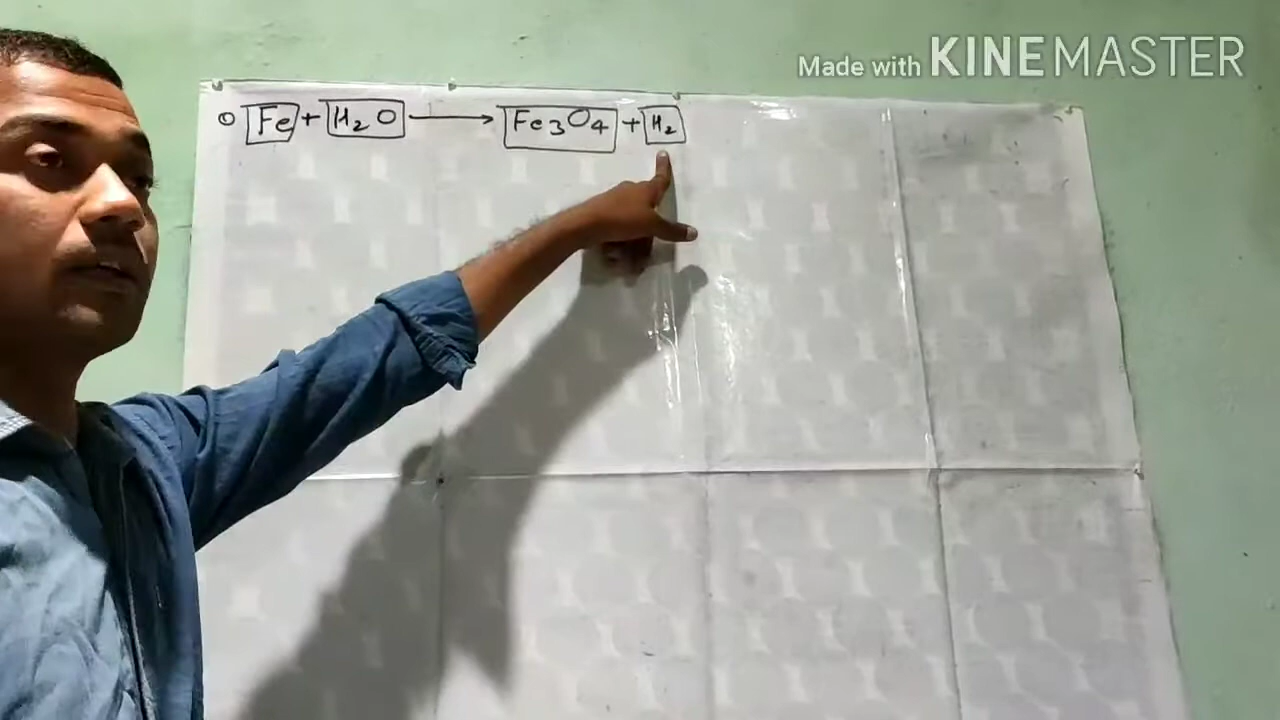 Made with KINEMASTER
① Fe + H₂O ⟶ Fe₃O₄ + H₂